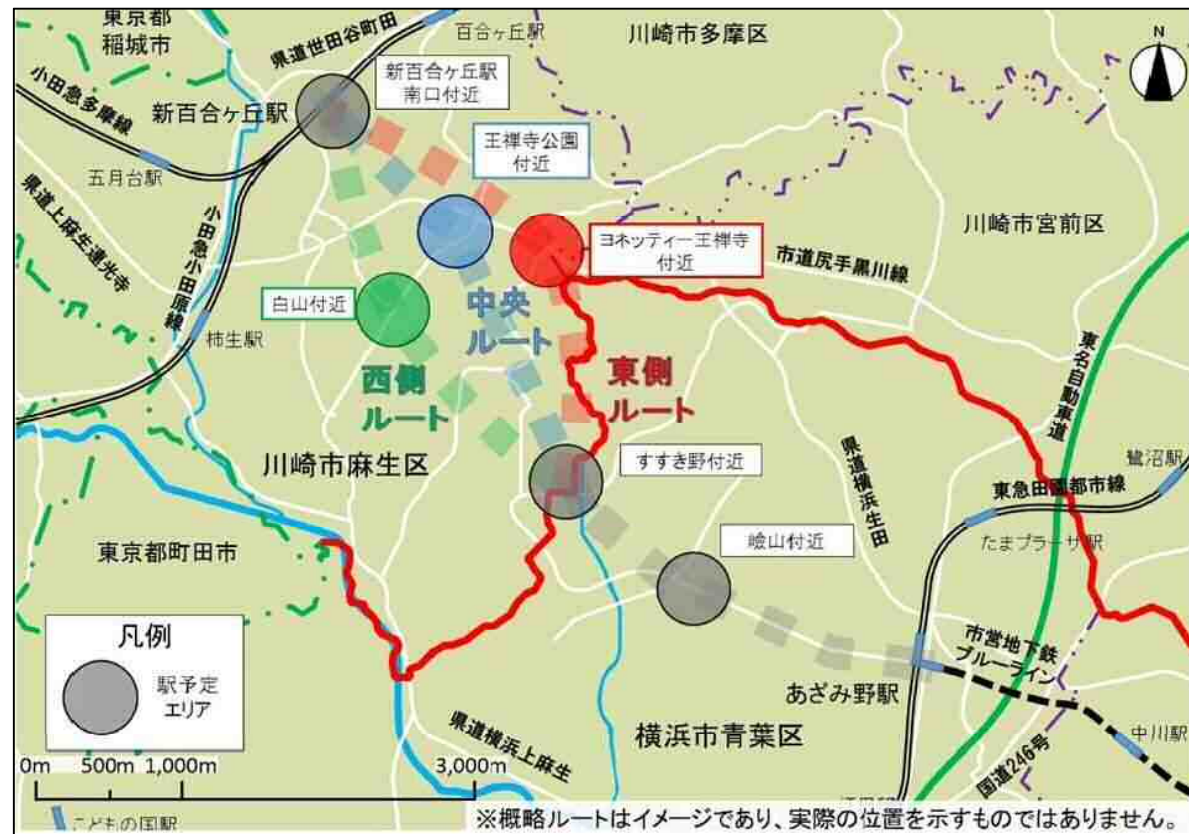 東京都
稲城市
県道世田谷町田
百合ヶ丘駅
川崎市多摩区
N
小田急多摩線
新百合ヶ丘駅
新百合ヶ丘駅
南口付近
王禅寺公園
付近
五月台駅
県道上麻生連光寺
小田急小田原線
ヨネッティー王禅寺
付近
川崎市宮前区
市道尻手黒川線
白山付近
中央
ルート
柿生駅
西側
ルート
東側
ルート
東名自動車道
鷺沼駅
川崎市麻生区
すすき野付近
県道横浜生田
東急田園都市線
たまプラーザ駅
東京都町田市
嶮山付近
凡例
駅予定
エリア
市営地下鉄
ブルーライン
あざみ野駅
横浜市青葉区
県道横浜上麻生
国道246号
中川駅
0m 500m 1,000m 3,000m
こどもの国駅
※概略ルートはイメージであり、実際の位置を示すものではありません。